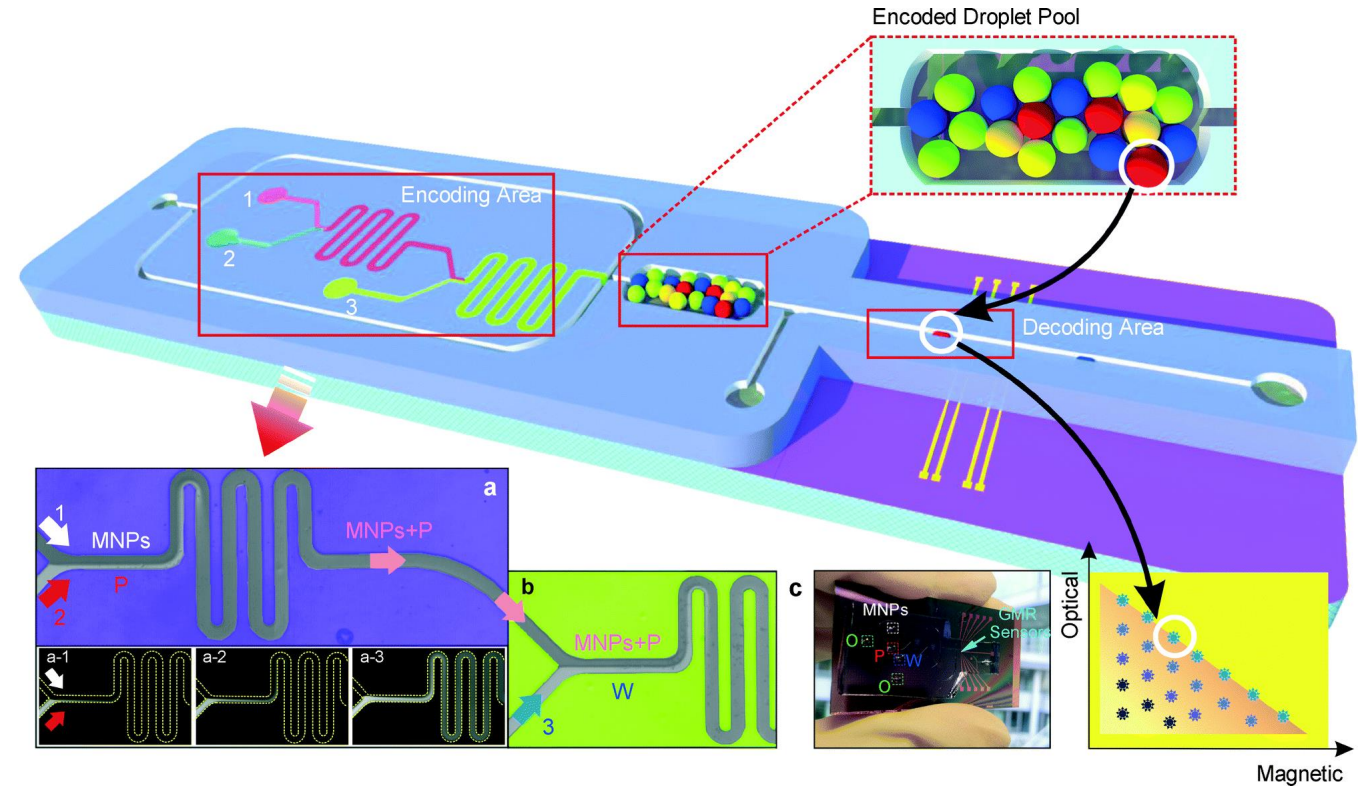 Encoded Droplet Pool
Encoding Area
1
2
3
Decoding Area
a
1
MNPs
MNPs+P
P
2
a-1
a-2
a-3
b
MNPs+P
W
3
c
MNPs
GMR
Sensors
O
P
W
O
Optical
Magnetic